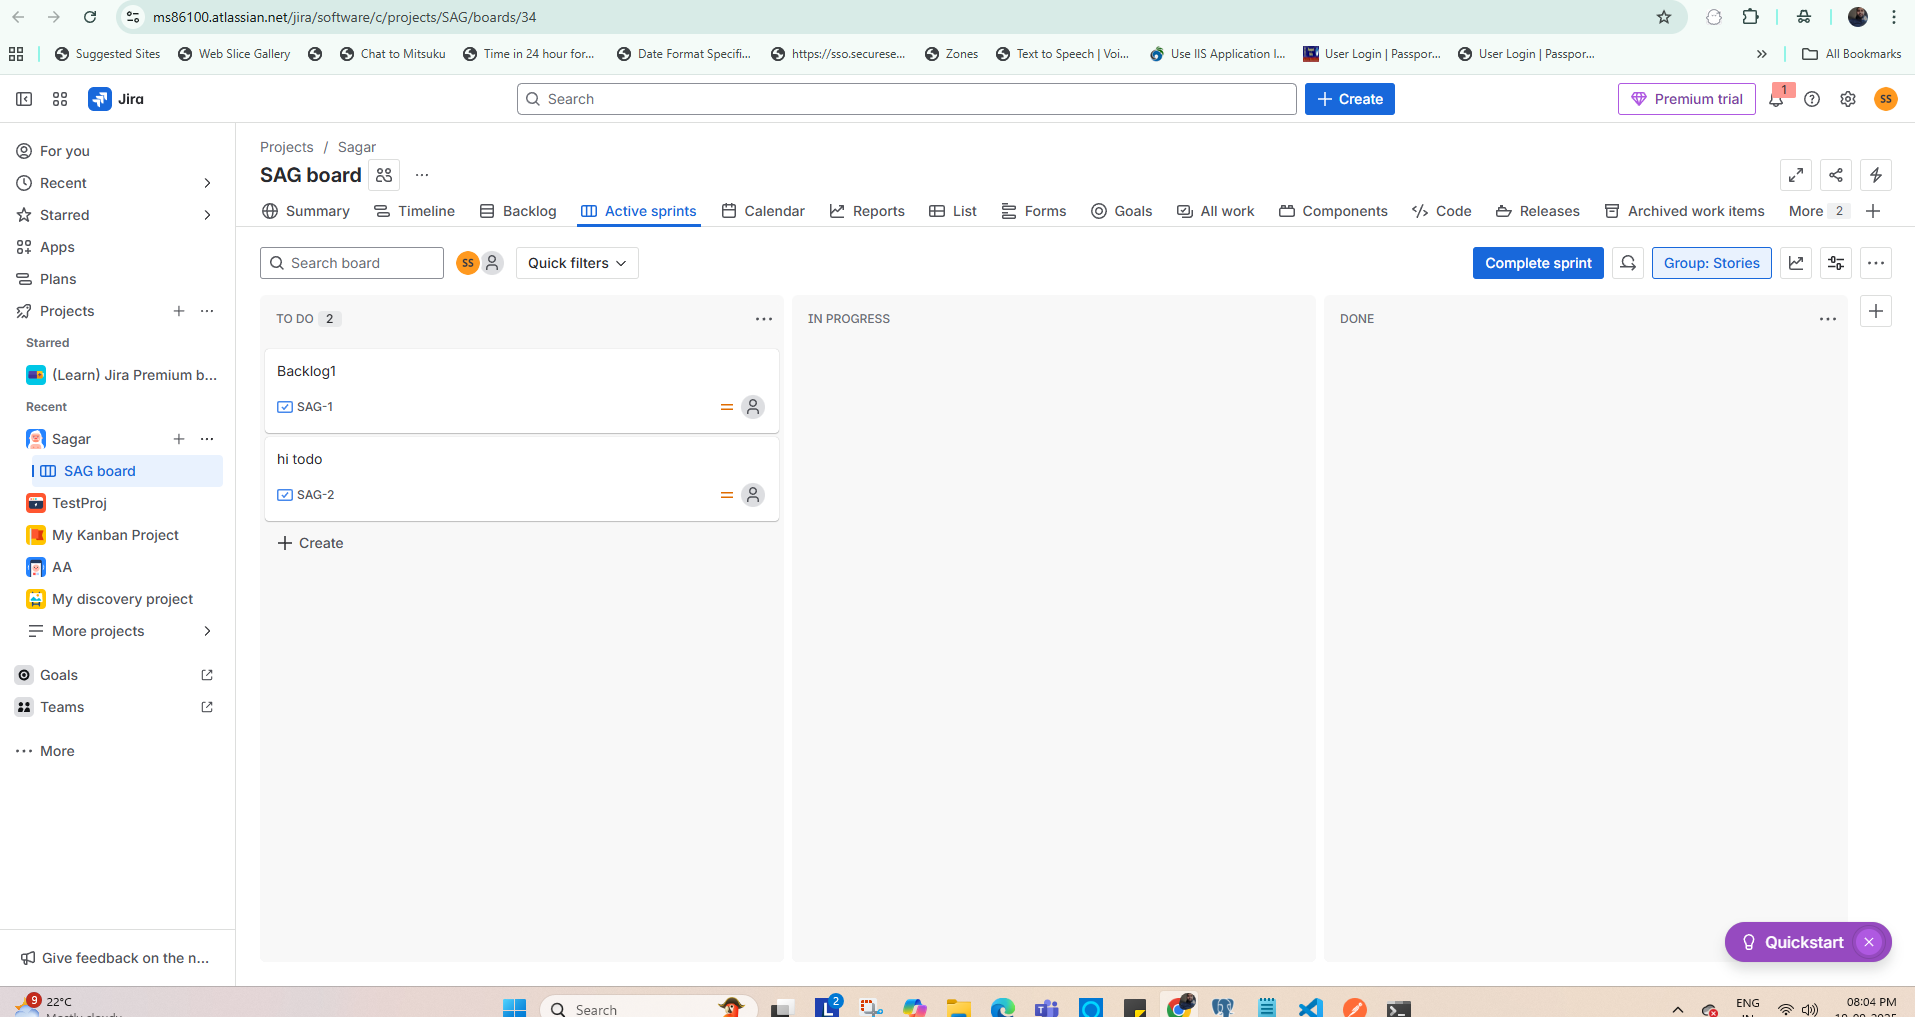 ms86100.atlassian.net/jira/software/c/projects/SAG/boards/34
Suggested Sites
Web Slice Gallery
Chat to Mitsuku
Time in 24 hour for...
Date Format Specifi...
https://sso.securese...
Zones
Text to Speech | Voi...
Use IIS Application I...
User Login | Passpor...
User Login | Passpor...
»
All Bookmarks
Jira
Search
+ Create
Premium trial
1
SS
For you
Recent
Starred
Apps
Plans
Projects
Starred
(Learn) Jira Premium b...
Recent
Sagar
SAG board
TestProj
My Kanban Project
AA
My discovery project
More projects
Goals
Teams
More
Give feedback on the n...
Projects / Sagar
SAG board
Summary
Timeline
Backlog
Active sprints
Calendar
Reports
List
Forms
Goals
All work
Components
Code
Releases
Archived work items
More 2
Search board
SS
Quick filters
Complete sprint
Group: Stories
TO DO 2
Backlog1
SAG-1
hi todo
SAG-2
+ Create
IN PROGRESS
DONE
Quickstart
9
22°C
Search
2
ENG
08:04 PM